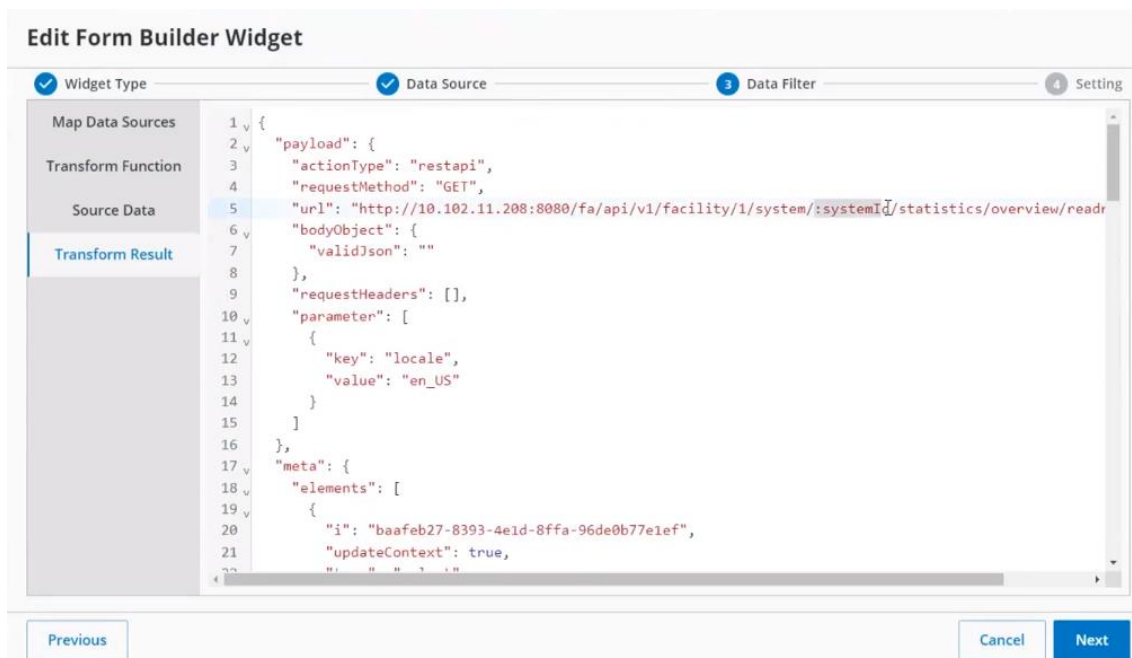 Edit Form Builder Widget
Widget Type
Data Source
3 Data Filter
4 Setting
Map Data Sources
Transform Function
Source Data
Transform Result
1 {
2 "payload": {
3 "actionType": "restapi",
4 "requestMethod": "GET",
5 "url": "http://10.102.11.208:8080/fa/api/v1/facility/1/system/:systemId/statistics/overview/
6 "bodyObject": {
7 "validJson": ""
8 },
9 "requestHeaders": [],
10 "parameter": [
11 {
12 "key": "locale",
13 "value": "en_US"
14 }
15 ]
16 },
17 "meta": {
18 "elements": [
19 {
20 "i": "baafeb27-8393-4e1d-8ffa-96de0b77e1ef",
21 "updateContext": true,
Previous
Cancel
Next